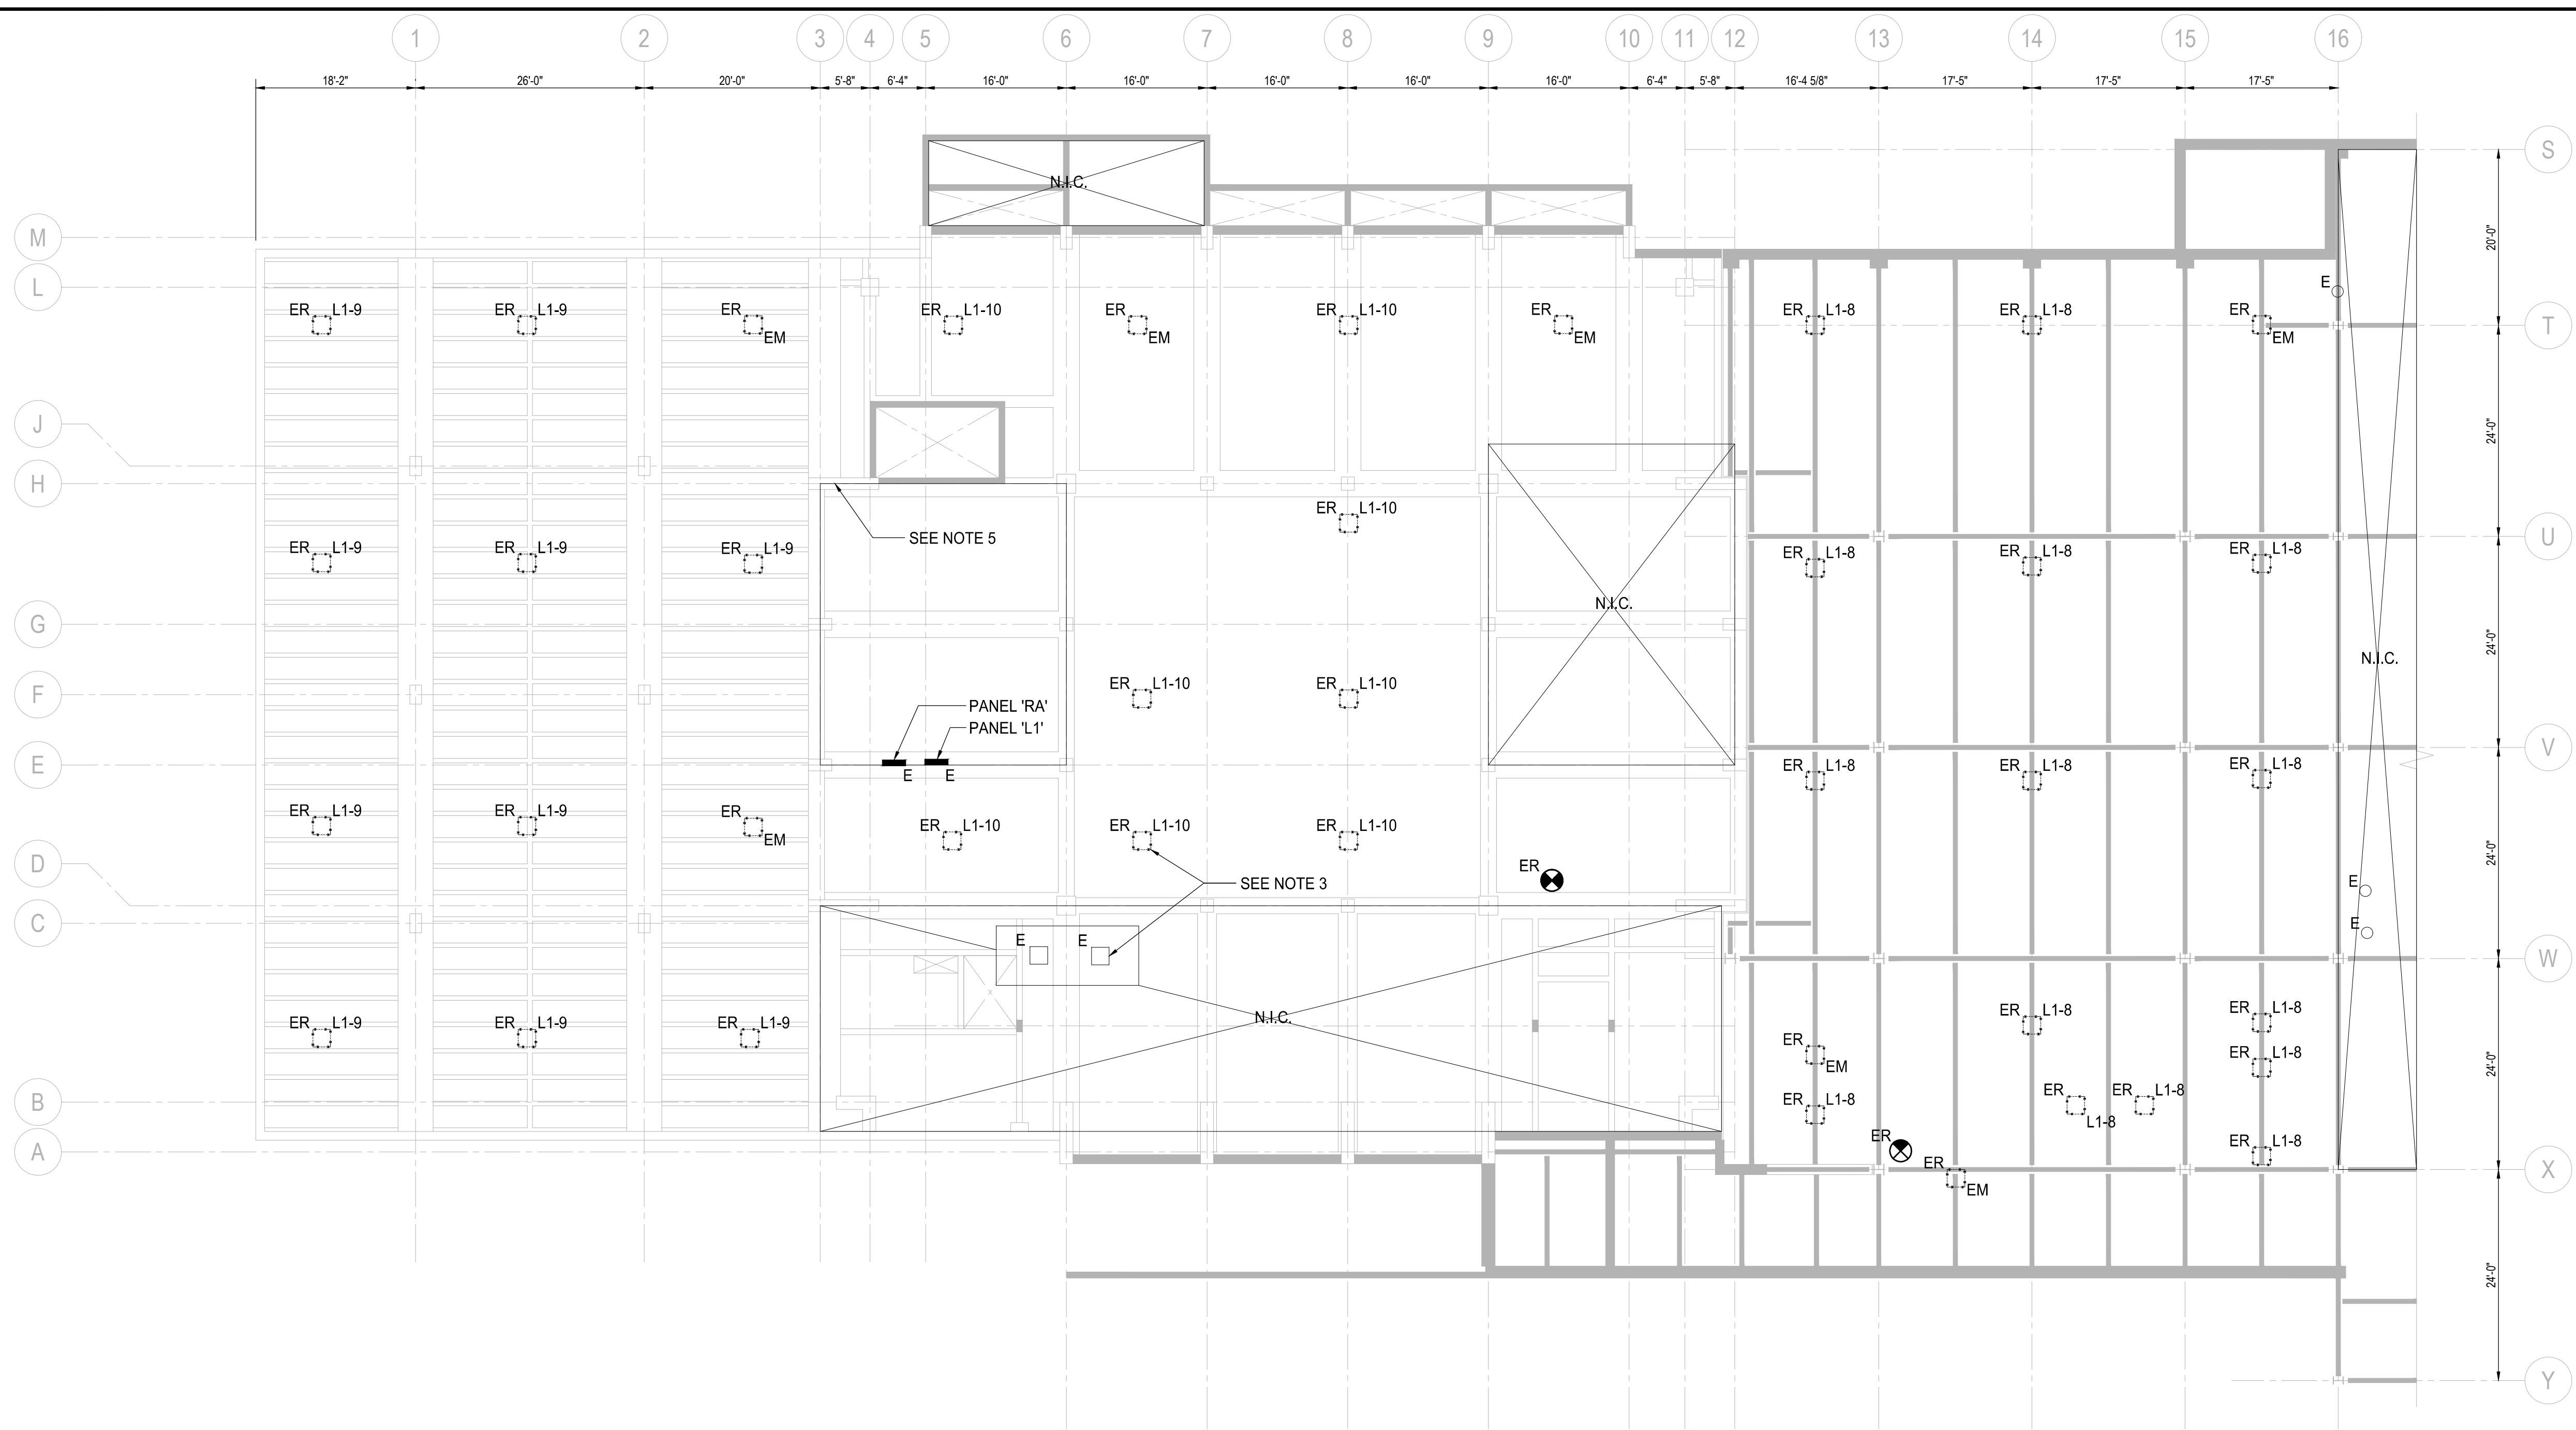 1 2 3 4 5 6 7 8 9 10 11 12 13 14 15 16
18'-2" 26'-0" 20'-0" 5'-8" 6'-4" 16'-0" 16'-0" 16'-0" 16'-0" 16'-0" 6'-4" 5'-8" 16'-4 5/8" 17'-5" 17'-5" 17'-5"
S
N.I.C.
M
20'-0"
L
E
ER L1-9 ER L1-9 ER EM ER L1-10 ER EM ER L1-10 ER EM ER L1-8 ER L1-8 ER EM
T
J
24'-0"
H
ER L1-10
SEE NOTE 5
U
ER L1-9 ER L1-9 ER L1-9 ER L1-8 ER L1-8 ER L1-8
N.I.C.
G
24'-0"
N.I.C.
F
ER L1-10 ER L1-10
PANEL 'RA'
PANEL 'L1'
V
E
E E
ER L1-8 ER L1-8 ER L1-8
ER L1-9 ER L1-9 ER EM ER L1-10 ER L1-10 ER L1-10
24'-0"
D
ER
SEE NOTE 3
E
C
E
E E
W
N.I.C.
ER L1-8 ER L1-8
ER L1-9 ER L1-9 ER L1-9
ER EM
ER L1-8
24'-0"
B
ER L1-8 ER L1-8 ER L1-8
A
ER
ER L1-8
ER EM
X
24'-0"
Y